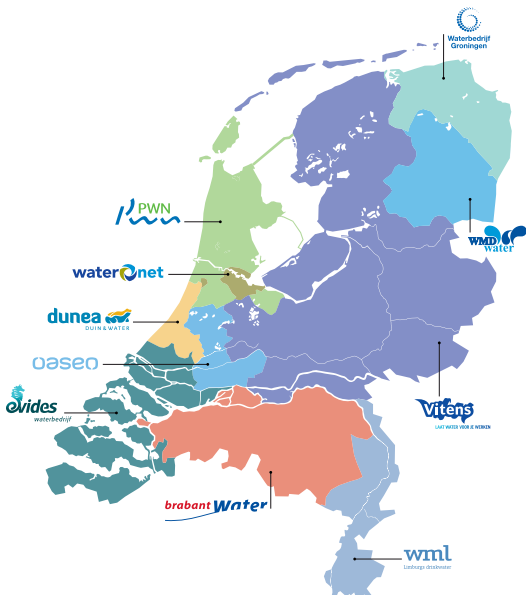 Waterbedrijf
Groningen
PWN
WMD
water
waternet
dunea
DUIN & WATER
oasen
evides
waterbedrijf
Vitens
LAAT WATER VOOR JE WERKEN
brabant Water
wml
Limburgs drinkwater